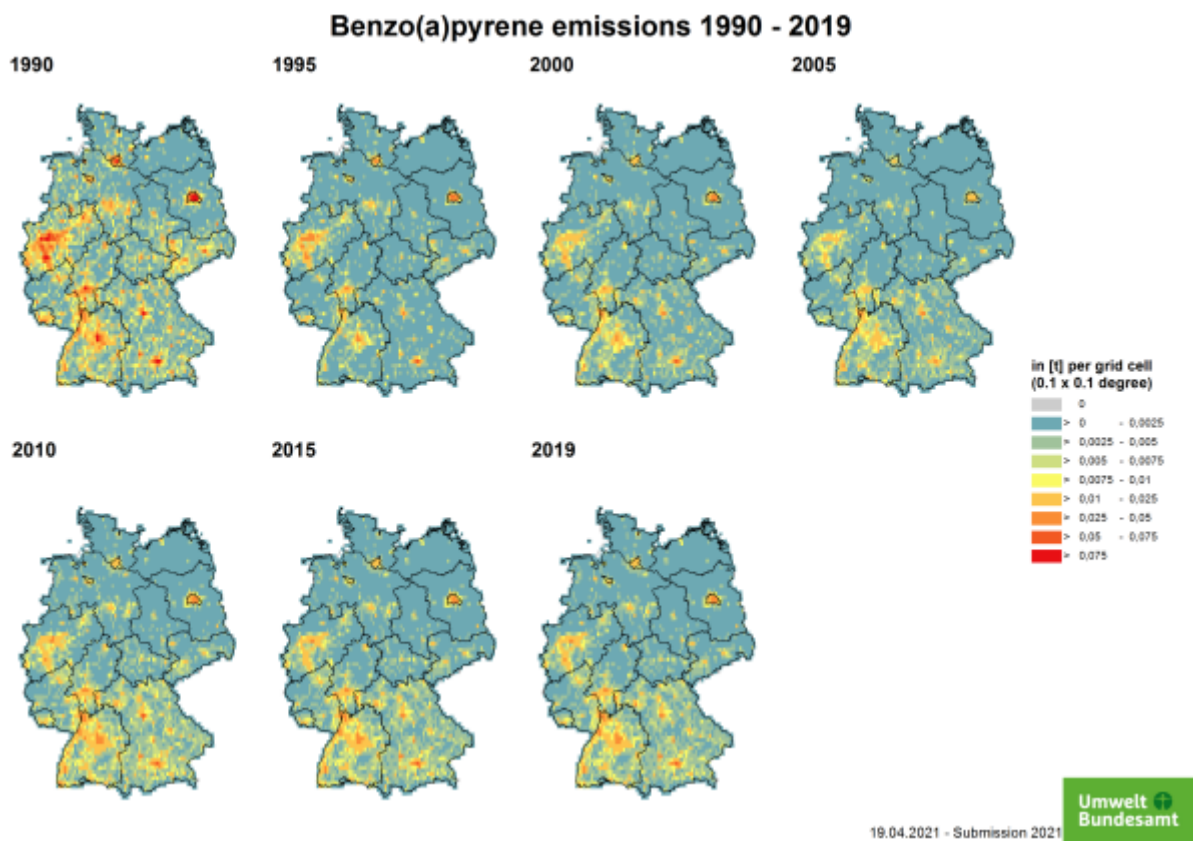 Benzo(a)pyrene emissions 1990 - 2019
1990
1995
2000
2005
in [t] per grid cell
(0.1 x 0.1 degree)
0
> 0 - 0,0025
> 0,0025 - 0,005
> 0,005 - 0,0075
> 0,0075 - 0,01
> 0,01 - 0,025
> 0,025 - 0,05
> 0,05 - 0,075
> 0,075
2010
2015
2019
Umwelt
Bundesamt
19.04.2021 - Submission 2021